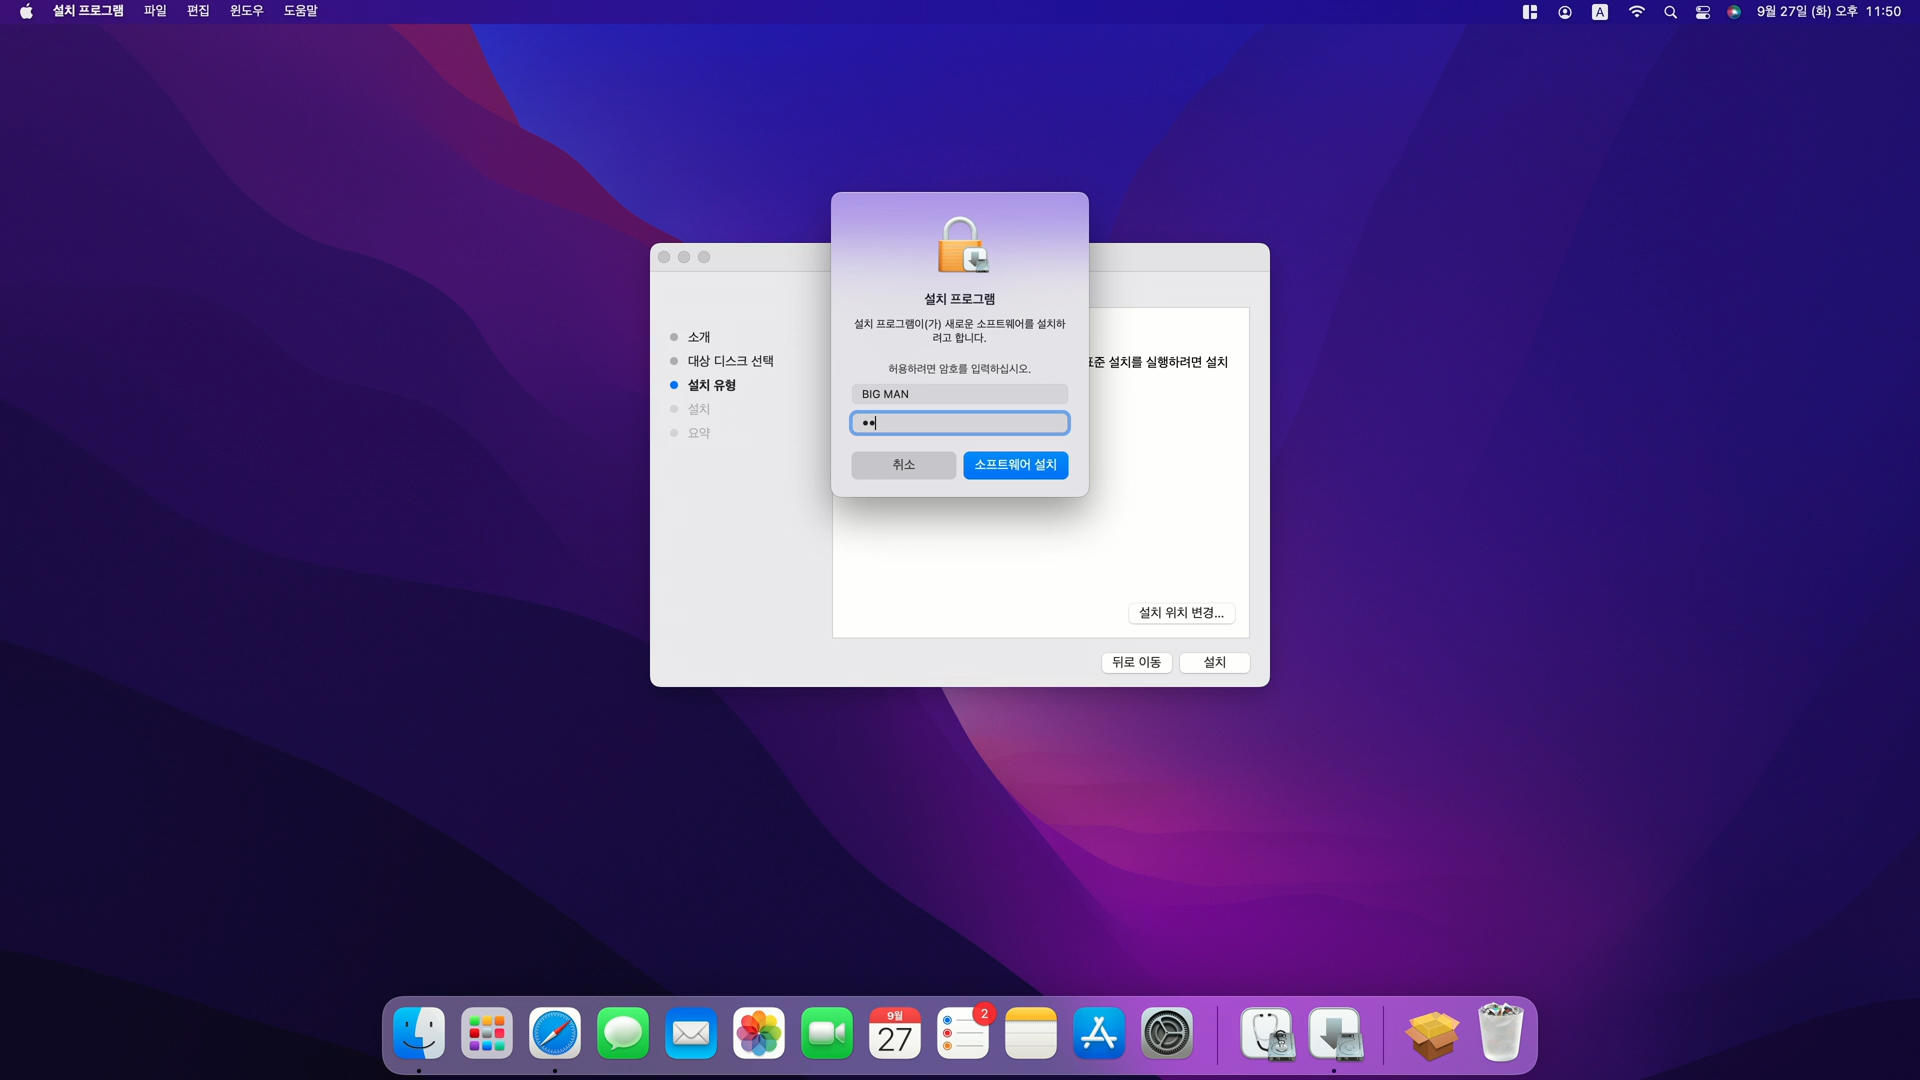 설치 프로그램 파일 편집 윈도우 도움말
A 9월 27일 (화) 오후 11:50
설치 프로그램
설치 프로그램이(가) 새로운 소프트웨어를 설치하
려고 합니다.
허용하려면 암호를 입력하십시오.
BIG MAN
취소 소프트웨어 설치
소개
대상 디스크 선택
설치 유형
설치
요약
표준 설치를 실행하려면 설치
설치 위치 변경...
뒤로 이동 설치
9월
27
2